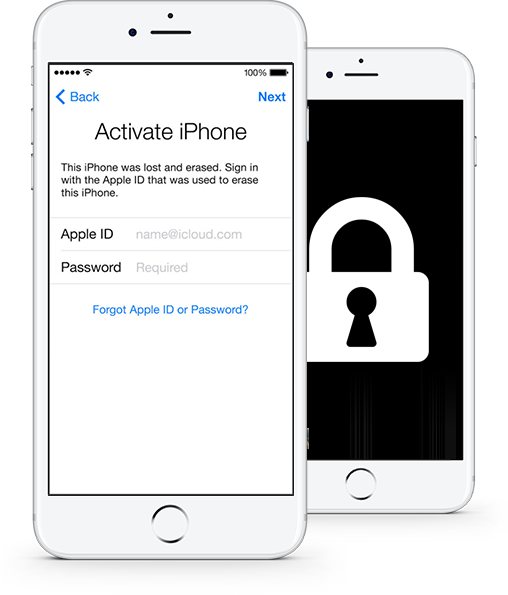 100%
Back
Next
Activate iPhone
This iPhone was lost and erased. Sign in
with the Apple ID that was used to erase
this iPhone.
Apple ID name@icloud.com
Password Required
Forgot Apple ID or Password?